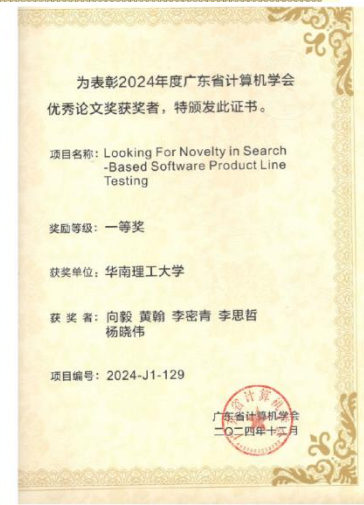 为表彰2024年度广东省计算机学会
优秀论文奖获奖者，特颁发此证书。
项目名称：Looking For Novelty in Search
-Based Software Product Line
Testing
奖励等级：一等奖
获奖单位：华南理工大学
获 奖 者：向毅 黄翰 李密青 李思哲
杨晓伟
项目编号：2024-J1-129
广东省计算机学会
二〇二四年十二月